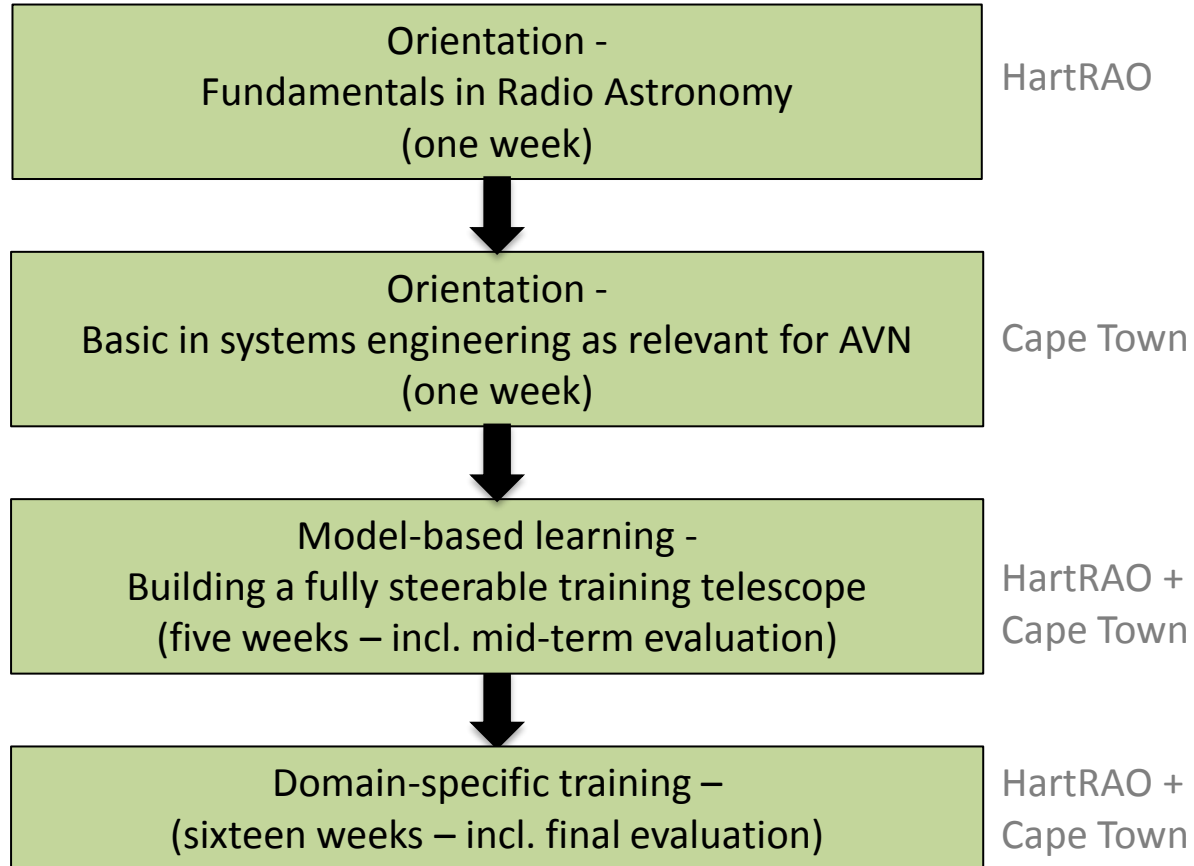 Orientation -
Fundamentals in Radio Astronomy
(one week)
HartRAO
Orientation -
Basic in systems engineering as relevant for AVN
(one week)
Cape Town
Model-based learning -
Building a fully steerable training telescope
(five weeks – incl. mid-term evaluation)
HartRAO +
Cape Town
Domain-specific training –
(sixteen weeks – incl. final evaluation)
HartRAO +
Cape Town